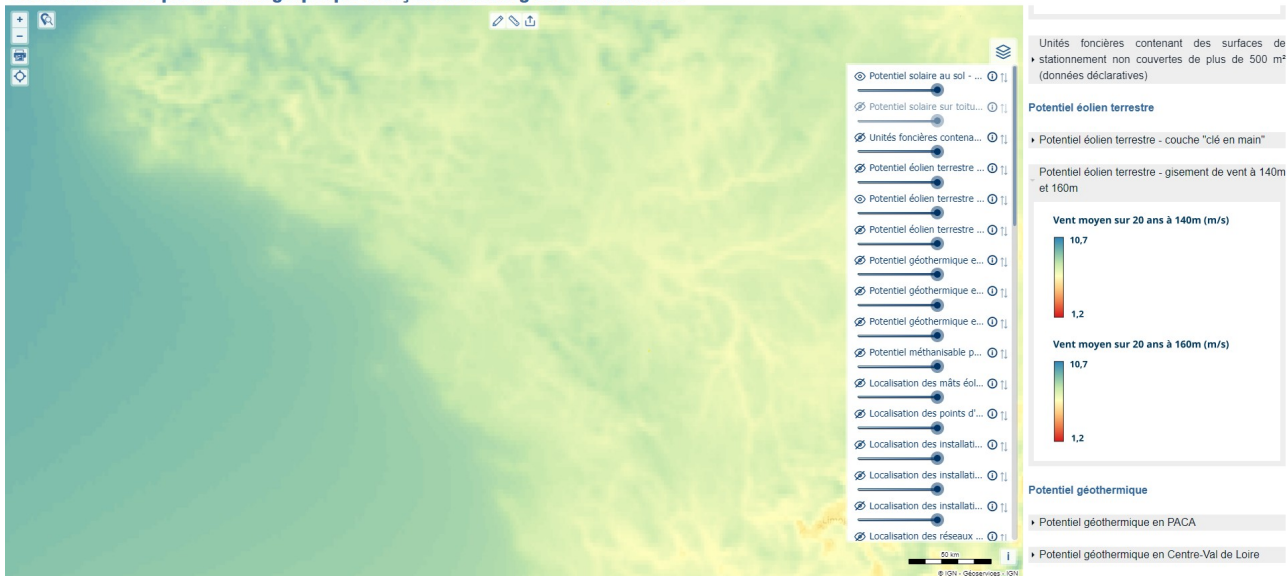 +
-
Potentiel solaire au sol - ...
Potentiel solaire sur toitu...
Unités foncières contena...
Potentiel éolien terrestre ...
Potentiel éolien terrestre ...
Potentiel éolien terrestre ...
Potentiel géothermique e...
Potentiel géothermique e...
Potentiel géothermique e...
Potentiel méthanisable p...
Localisation des mâts éol...
Localisation des points d'...
Localisation des installati...
Localisation des installati...
Localisation des installati...
Localisation des réseaux ...
50 km
i
© IGN - Géoservices - IGN
Unités foncières contenant des surfaces de
stationnement non couvertes de plus de 500 m²
(données déclaratives)
Potentiel éolien terrestre
Potentiel éolien terrestre - couche "clé en main"
Potentiel éolien terrestre - gisement de vent à 140m
et 160m
Vent moyen sur 20 ans à 140m (m/s)
10,7
1,2
Vent moyen sur 20 ans à 160m (m/s)
10,7
1,2
Potentiel géothermique
Potentiel géothermique en PACA
Potentiel géothermique en Centre-Val de Loire